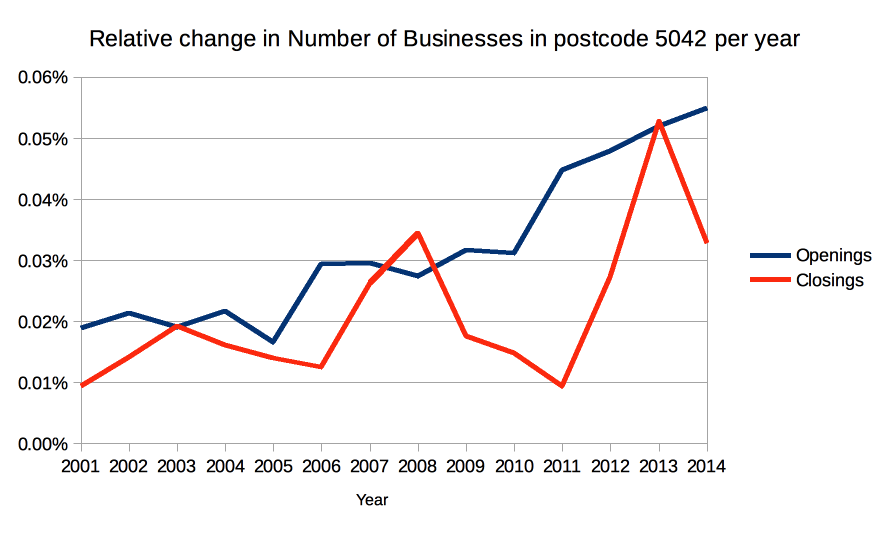 Relative change in Number of Businesses in postcode 5042 per year
0.06%
0.05%
0.04%
0.03%
0.02%
0.01%
0.00%
2001 2002 2003 2004 2005 2006 2007 2008 2009 2010 2011 2012 2013 2014
Year
Openings
Closings